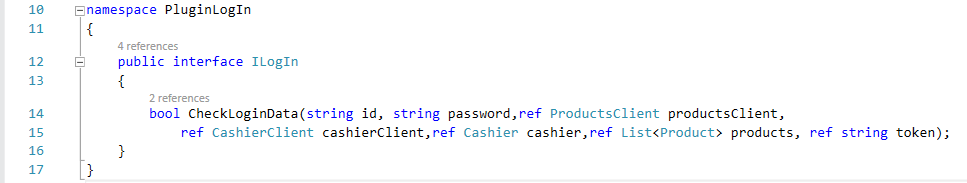 10 namespace PluginLogIn
11 {
4 references
12 public interface ILogIn
13 {
2 references
14 bool CheckLoginData(string id, string password,ref ProductsClient productsClient,
15 ref CashierClient cashierClient,ref Cashier cashier,ref List<Product> products, ref string token);
16 }
17 }